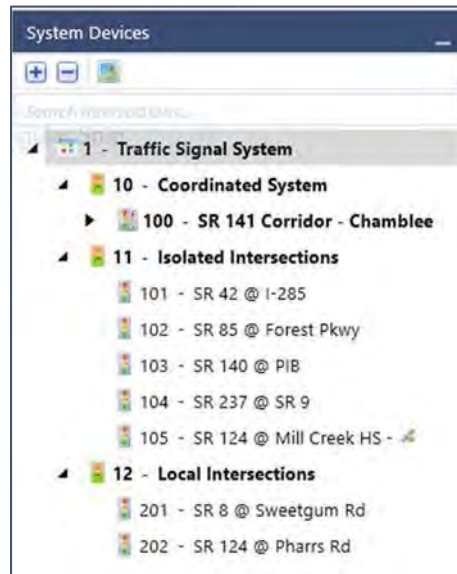 System Devices
1 - Traffic Signal System
10 - Coordinated System
100 - SR 141 Corridor - Chamblee
11 - Isolated Intersections
101 - SR 42 @ I-285
102 - SR 85 @ Forest Pkwy
103 - SR 140 @ PIB
104 - SR 237 @ SR 9
105 - SR 124 @ Mill Creek HS -
12 - Local Intersections
201 - SR 8 @ Sweetgum Rd
202 - SR 124 @ Pharrs Rd